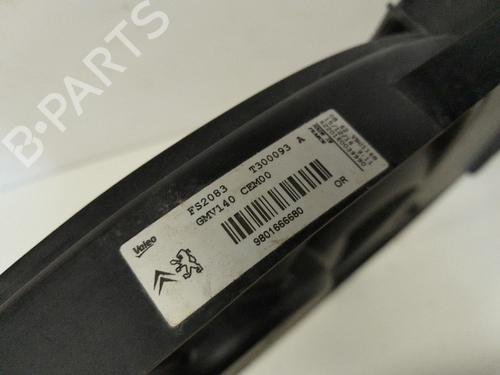 FS2083 T300093 A
GMV140 CEM00
9801666680
OR
Valeo
B-PARTS